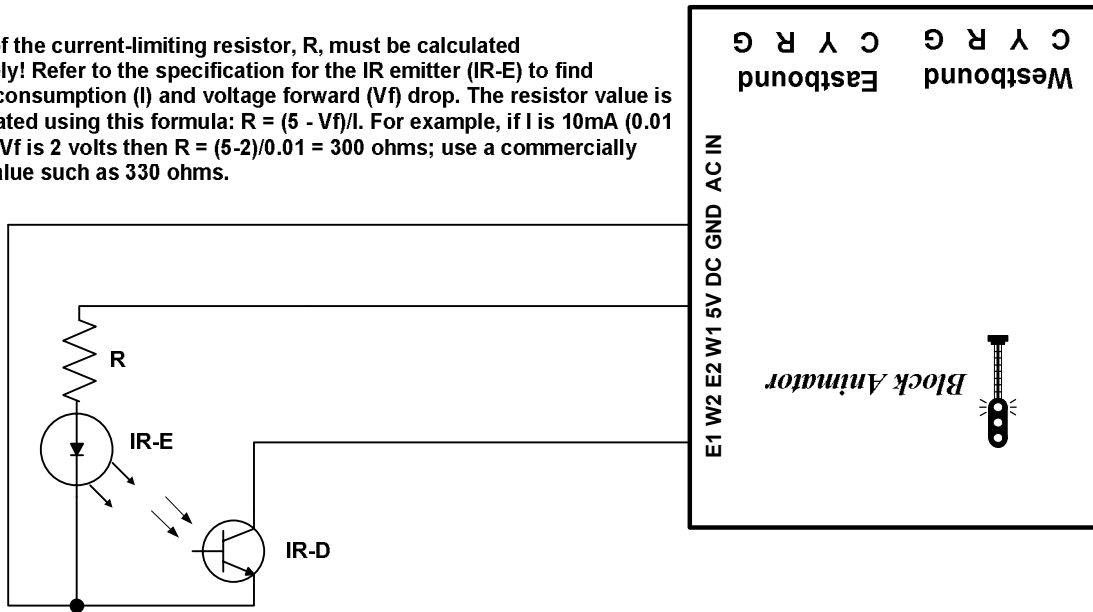 of the current-limiting resistor, R, must be calculated
ly! Refer to the specification for the IR emitter (IR-E) to find
consumption (I) and voltage forward (Vf) drop. The resistor value is
ated using this formula: R = (5 - Vf)/I. For example, if I is 10mA (0.01
Vf is 2 volts then R = (5-2)/0.01 = 300 ohms; use a commercially
alue such as 330 ohms.
Westbound
C Y R G
Eastbound
C Y R G
E1 W2 E2 W1 5V DC GND AC IN
Block Animator
R
IR-E
IR-D